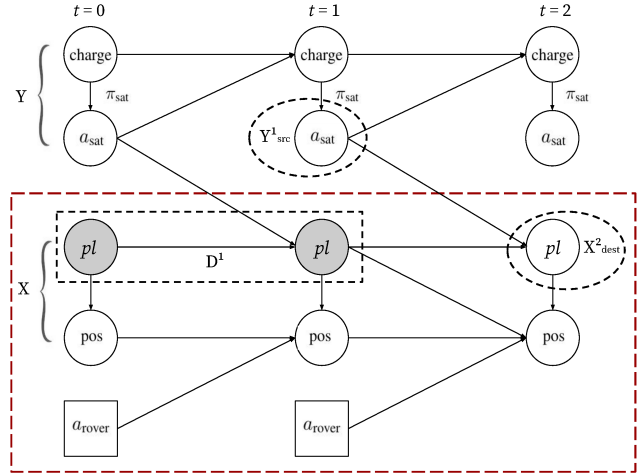 t = 0 t = 1 t = 2
charge charge charge
π_sat π_sat π_sat
Y
a_sat Y¹_src a_sat a_sat
pl pl pl X²_dest
D¹
X
pos pos pos
a_rover a_rover